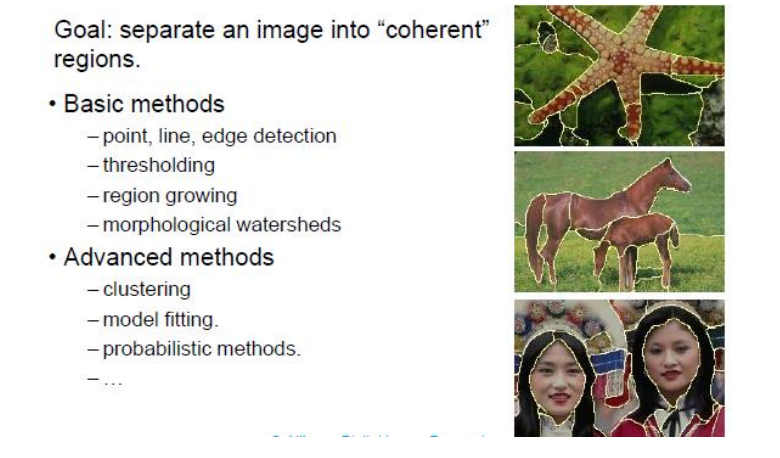 Goal: separate an image into “coherent”
regions.
• Basic methods
– point, line, edge detection
– thresholding
– region growing
– morphological watersheds
• Advanced methods
– clustering
– model fitting.
– probabilistic methods.
– …